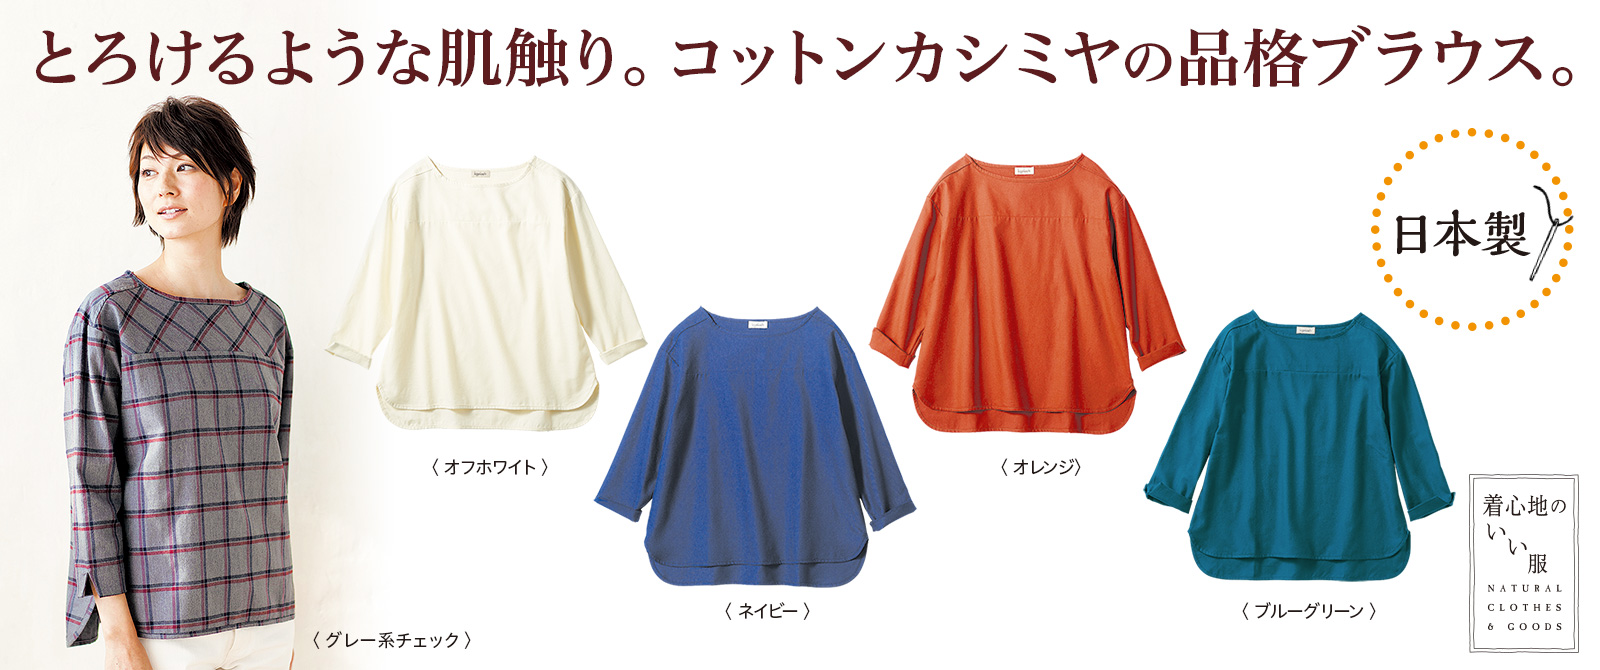 とろけるような肌触り。コットンカシミヤの品格ブラウス。
日本製
〈 オフホワイト 〉
〈 オレンジ〉
〈 ネイビー 〉
〈 ブルーグリーン 〉
〈 グレー系チェック 〉
着心地の
いい服
NATURAL
CLOTHES
& GOODS